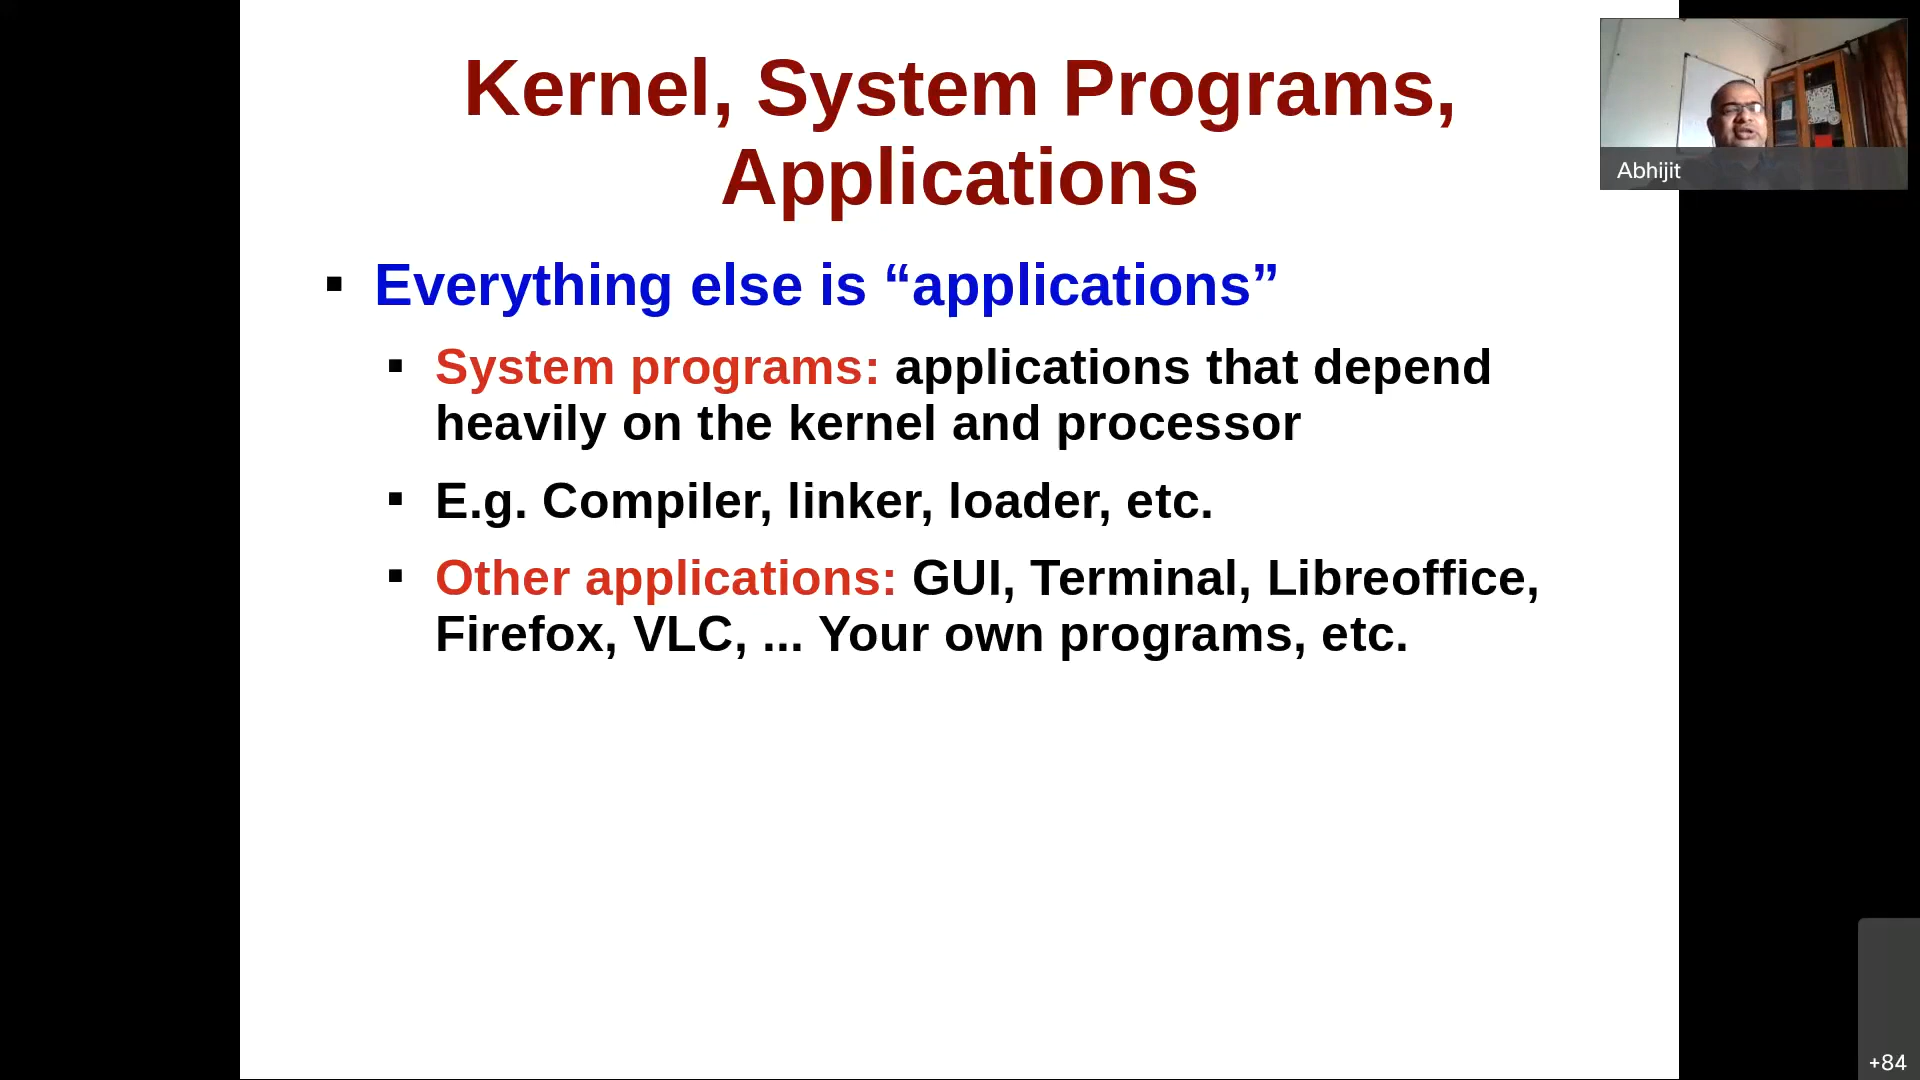 Kernel, System Programs,
Applications
Abhijit
▪ Everything else is “applications”
▪ System programs: applications that depend
heavily on the kernel and processor
▪ E.g. Compiler, linker, loader, etc.
▪ Other applications: GUI, Terminal, Libreoffice,
Firefox, VLC, ... Your own programs, etc.
+84